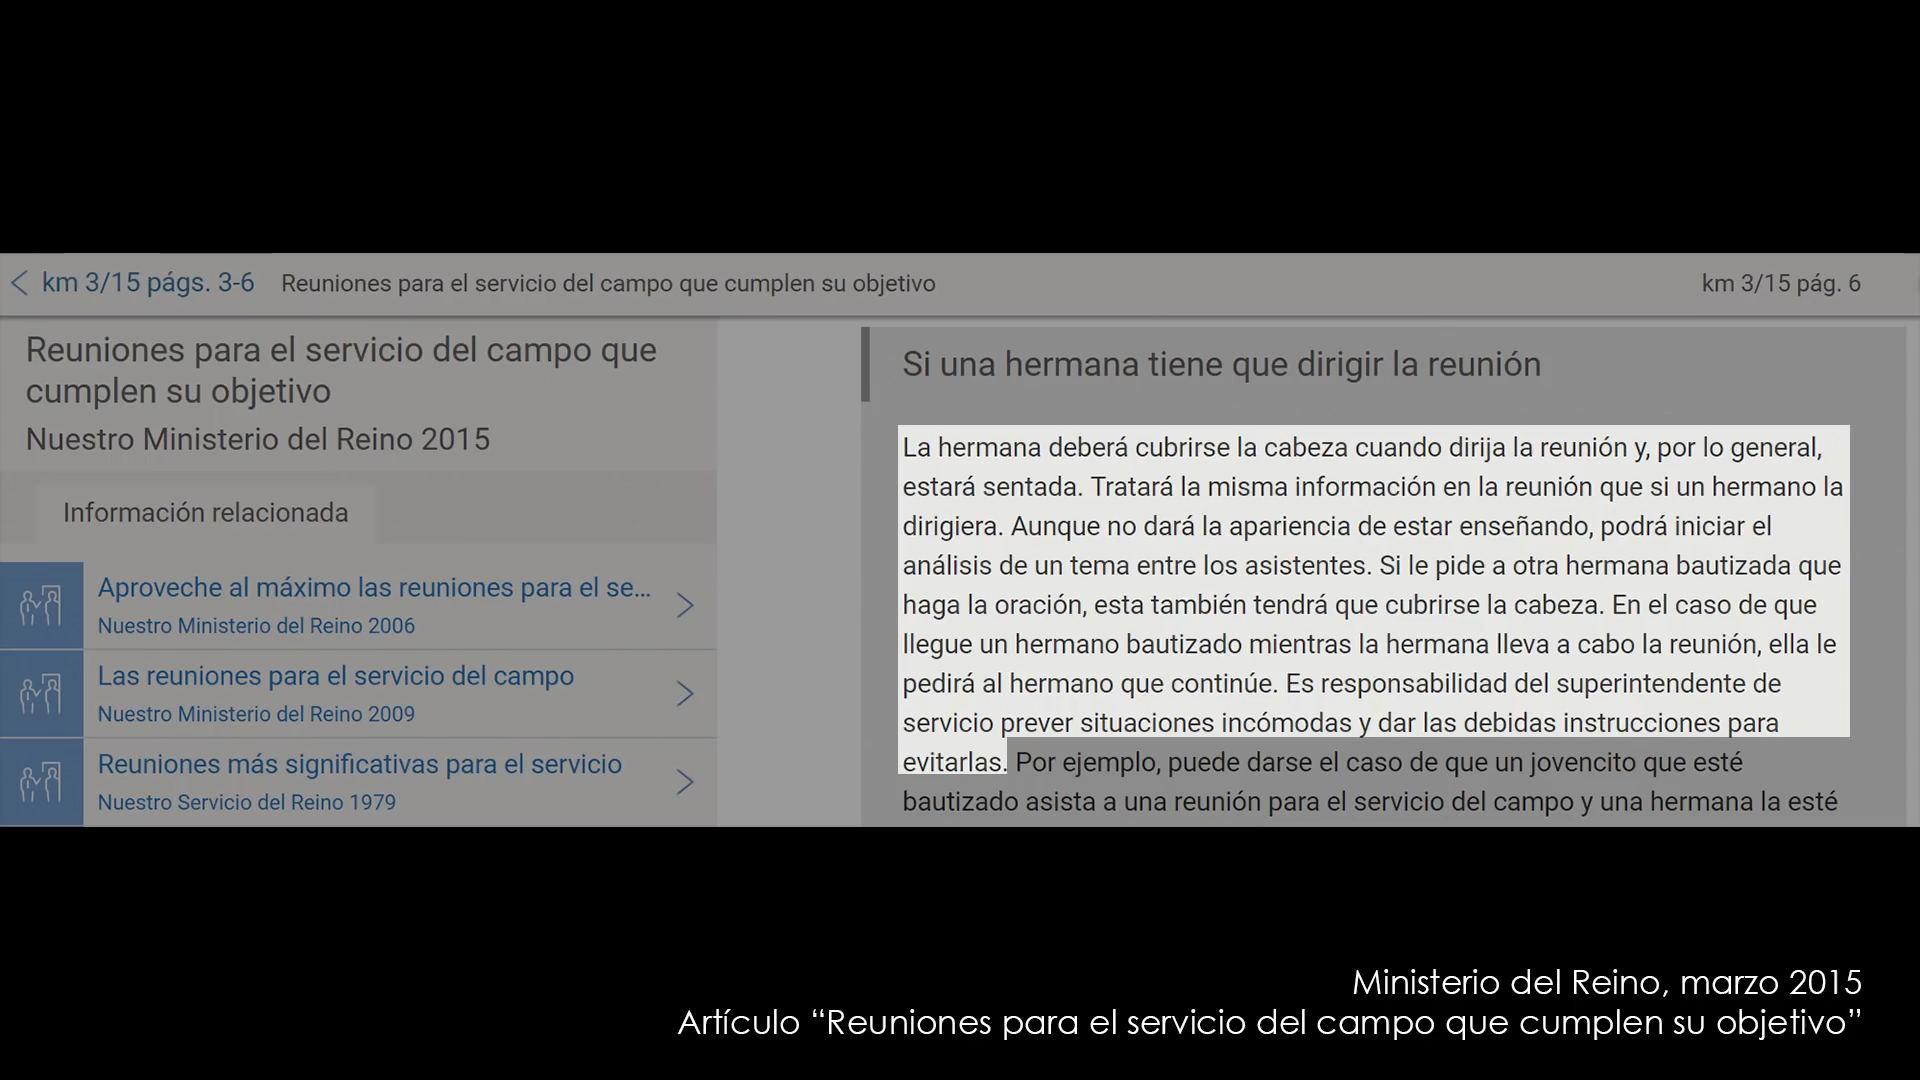 km 3/15 págs. 3-6
Reuniones para el servicio del campo que cumplen su objetivo
km 3/15 pág. 6
Reuniones para el servicio del campo que
cumplen su objetivo
Nuestro Ministerio del Reino 2015
Información relacionada
Aproveche al máximo las reuniones para el se...
Nuestro Ministerio del Reino 2006
Las reuniones para el servicio del campo
Nuestro Ministerio del Reino 2009
Reuniones más significativas para el servicio
Nuestro Servicio del Reino 1979
Si una hermana tiene que dirigir la reunión
La hermana deberá cubrirse la cabeza cuando dirija la reunión y, por lo general,
estará sentada. Tratará la misma información en la reunión que si un hermano la
dirigiera. Aunque no dará la apariencia de estar enseñando, podrá iniciar el
análisis de un tema entre los asistentes. Si le pide a otra hermana bautizada que
haga la oración, esta también tendrá que cubrirse la cabeza. En el caso de que
llegue un hermano bautizado mientras la hermana lleva a cabo la reunión, ella le
pedirá al hermano que continúe. Es responsabilidad del superintendente de
servicio prever situaciones incómodas y dar las debidas instrucciones para
evitarlas. Por ejemplo, puede darse el caso de que un jovencito que esté
bautizado asista a una reunión para el servicio del campo y una hermana la esté
Ministerio del Reino, marzo 2015
Artículo “Reuniones para el servicio del campo que cumplen su objetivo”